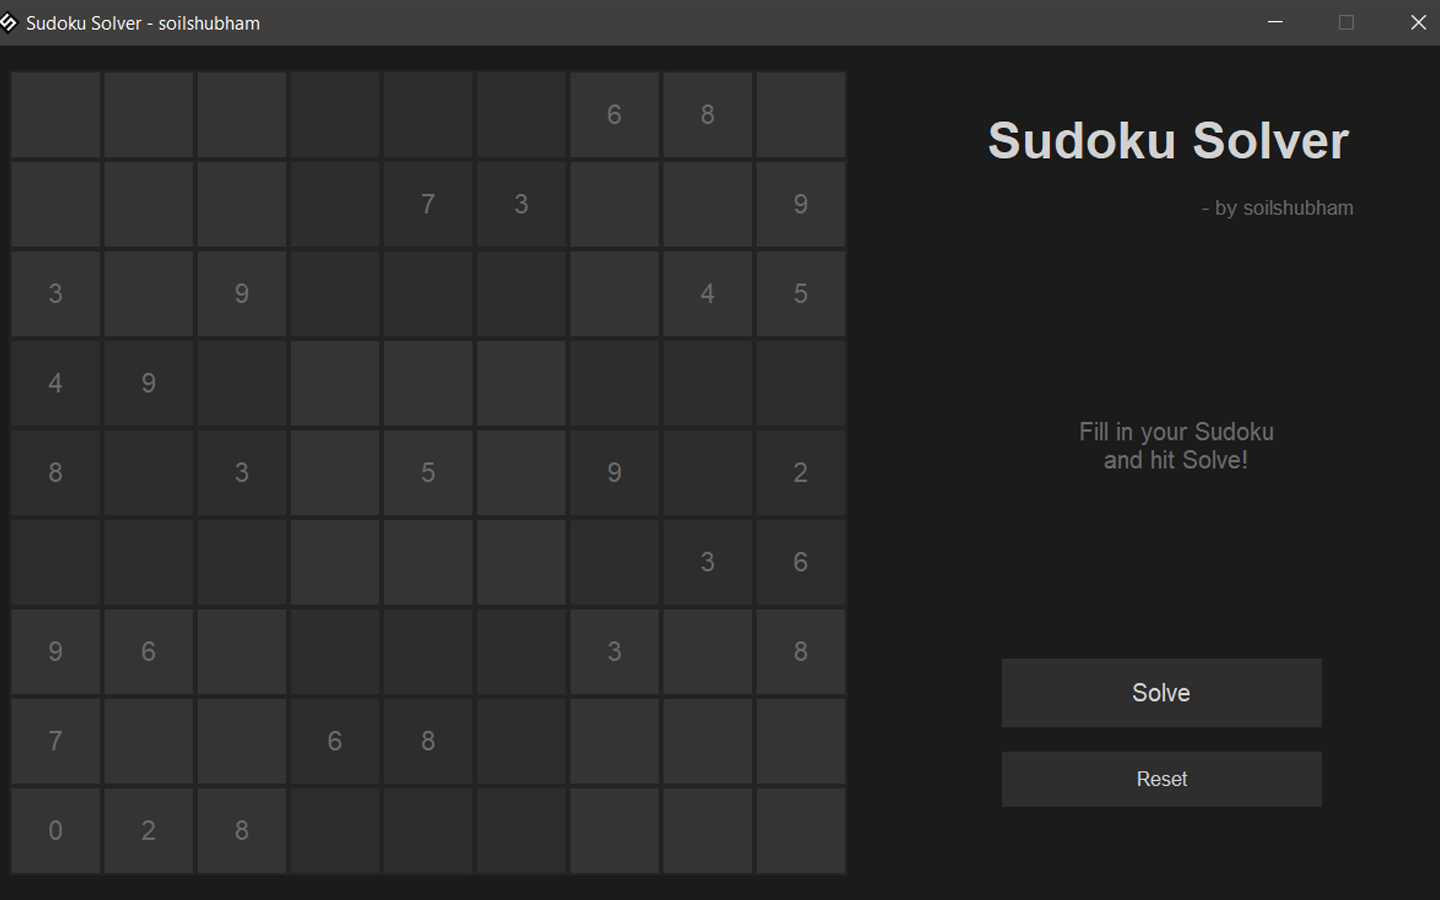 Sudoku Solver - soilshubham
6 8
7 3 9
3 9 4 5
4 9
8 3 5 9 2
3 6
9 6 3 8
7 6 8
0 2 8
Sudoku Solver
- by soilshubham
Fill in your Sudoku
and hit Solve!
Solve
Reset